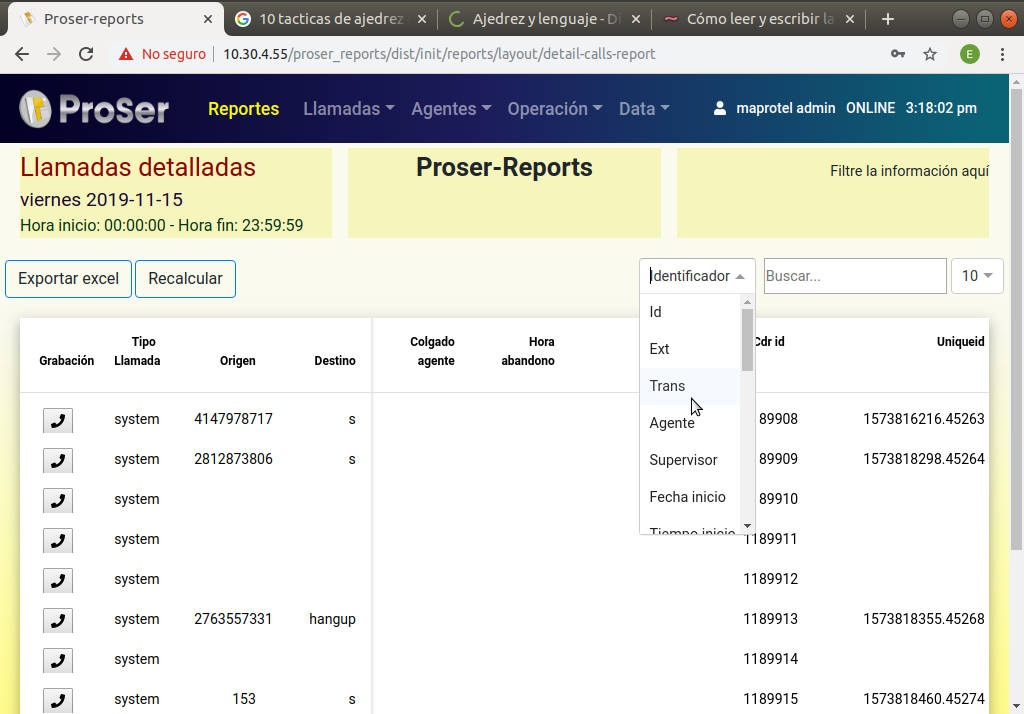 Proser-reports
10 tacticas de ajedrez
Ajedrez y lenguaje - Di
Cómo leer y escribir la
No seguro
10.30.4.55/proser_reports/dist/init/reports/layout/detail-calls-report
E
ProSer
Reportes
Llamadas
Agentes
Operación
Data
maprotel admin ONLINE 3:18:02 pm
Llamadas detalladas
viernes 2019-11-15
Hora inicio: 00:00:00 - Hora fin: 23:59:59
Proser-Reports
Filtre la información aquí
Exportar excel
Recalcular
Identificador
Buscar...
10
Id
Ext
Trans
Agente
Supervisor
Fecha inicio
Tiempo inicio
Grabación
Tipo
Llamada
Origen
Destino
Colgado
agente
Hora
abandono
Cdr id
Uniqueid
system 4147978717 s 89908 1573816216.45263
system 2812873806 s 89909 1573818298.45264
system 89910
system 1189911
system 1189912
system 2763557331 hangup 1189913 1573818355.45268
system 1189914
system 153 s 1189915 1573818460.45274